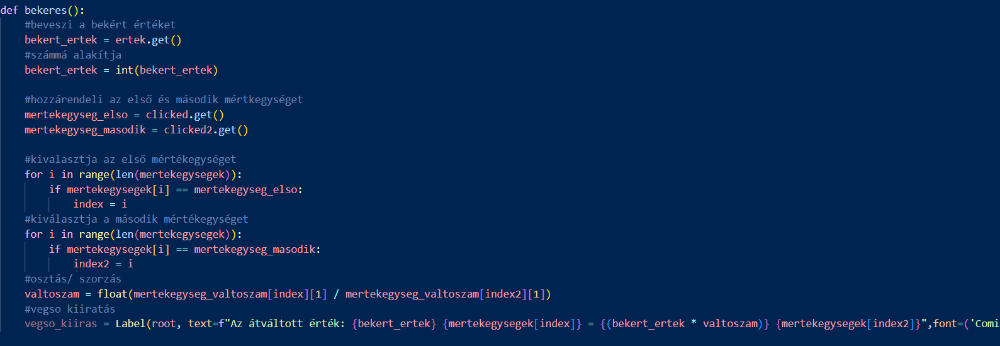 def bekeres():
    #beveszi a bekért értéket
    bekert_ertek = ertek.get()
    #számmá alakítja
    bekert_ertek = int(bekert_ertek)
    #hozzárendeli az első és második mértkegységet
    mertekegyseg_elso = clicked.get()
    mertekegyseg_masodik = clicked2.get()
    #kivalasztja az első mértékegységet
    for i in range(len(mertekegysegek)):
        if mertekegysegek[i] == mertekegyseg_elso:
            index = i
    #kiválasztja a második mértékegységet
    for i in range(len(mertekegysegek)):
        if mertekegysegek[i] == mertekegyseg_masodik:
            index2 = i
    #osztás/ szorzás
    valtoszam = float(mertekegyseg_valtoszam[index][1] / mertekegyseg_valtoszam[index2][1])
    #vegso kiiratás
    vegso_kiiras = Label(root, text=f"Az átváltott érték: {bekert_ertek} {mertekegysegek[index]} = {(bekert_ertek * valtoszam)} {mertekegysegek[index2]}",font=('Comi